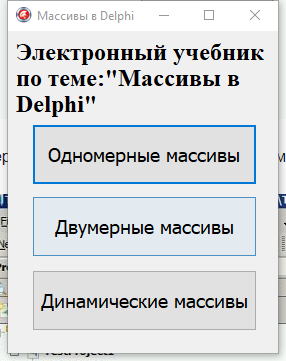 Массивы в Delphi
Электронный учебник
по теме:"Массивы в
Delphi"
Одномерные массивы
Двумерные массивы
Динамические массивы